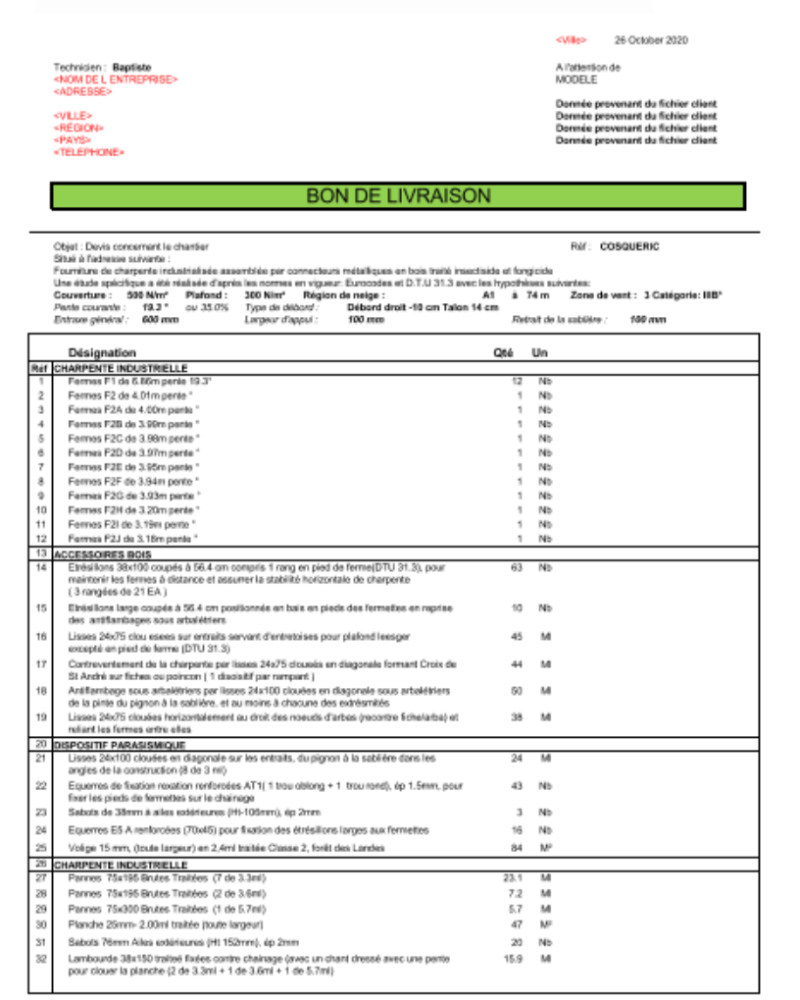 <Ville> 26 October 2020
Technicien : Baptiste
<NOM DE L ENTREPRISE>
<ADRESSE>
<VILLE>
<RÉGION>
<PAYS>
<TELEPHONE>
A l'attention de
MODELE
Donnée provenant du fichier client
Donnée provenant du fichier client
Donnée provenant du fichier client
Donnée provenant du fichier client
BON DE LIVRAISON
Objet : Devis concernant le chantier Réf : COSQUERIC
Situé à l'adresse suivante :
Fourniture de charpente industrialisée assemblée par connecteurs métalliques en bois traité insectiside et fongicide
Une étude spécifique a été réalisée d'après les normes en vigueur: Eurocodes et D.T.U 31.3 avec les hypothèses suivantes:
Couverture : 500 N/m² Plafond : 300 N/m² Région de neige : A1 à 74 m Zone de vent : 3 Catégorie: IIIB*
Pente courante : 19.3 ° ou 35.0% Type de débord : Débord droit -10 cm Talon 14 cm
Entraxe général : 600 mm Largeur d'appui : 100 mm Retrait de la sablière : 100 mm
Désignation Qté Un
Ref CHARPENTE INDUSTRIELLE
1 Fermes F1 de 6.86m pente 19.3° 12 Nb
2 Fermes F2 de 4.01m pente ° 1 Nb
3 Fermes F2A de 4.00m pente ° 1 Nb
4 Fermes F2B de 3.99m pente ° 1 Nb
5 Fermes F2C de 3.98m pente ° 1 Nb
6 Fermes F2D de 3.97m pente ° 1 Nb
7 Fermes F2E de 3.95m pente ° 1 Nb
8 Fermes F2F de 3.94m pente ° 1 Nb
9 Fermes F2G de 3.93m pente ° 1 Nb
10 Fermes F2H de 3.20m pente ° 1 Nb
11 Fermes F2I de 3.19m pente ° 1 Nb
12 Fermes F2J de 3.18m pente ° 1 Nb
13 ACCESSOIRES BOIS
14 Etrésillons 38x100 coupés à 56.4 cm compris 1 rang en pied de ferme(DTU 31.3), pour 63 Nb
maintenir les fermes à distance et assurer la stabilité horizontale de charpente
( 3 rangées de 21 EA )
15 Etrésillons large coupés à 56.4 cm positionnée en bais en pieds des fermettes en reprise 10 Nb
des antiflambages sous arbalétriers
16 Lisses 24x75 clou esees sur entraits servant d'entretoises pour plafond leesger 45 Ml
excepté en pied de ferme (DTU 31.3)
17 Contreventement de la charpente par lisses 24x75 clouées en diagonale formant Croix de 44 Ml
St André sur fiches ou poincon ( 1 disoisitif par rampant )
18 Antiflambage sous arbalétriers par lisses 24x100 clouées en diagonale sous arbalétriers 50 Ml
de la pinte du pignon à la sablière, et au moins à chacune des extrésmités
19 Lisses 24x75 clouées horizontalement au droit des noeuds d'arbas (recontre fiche/arba) et 38 Ml
reliant les fermes entre elles
20 DISPOSITIF PARASISMIQUE
21 Lisses 24x100 clouées en diagonale sur les entraits, du pignon à la sablière dans les 24 Ml
angles de la construction (8 de 3 ml)
22 Equerres de fixation rexation renforcées AT1( 1 trou oblong + 1 trou rond), ép 1.5mm, pour 43 Nb
fixer les pieds de fermettes sur le chainage
23 Sabots de 38mm à ailes extérieures (Ht-106mm), ép 2mm 3 Nb
24 Equerres E5 A renforcées (70x45) pour fixation des étrésillons larges aux fermettes 16 Nb
25 Volige 15 mm, (toute largeur) en 2,4ml traitée Classe 2, forêt des Landes 84 M²
26 CHARPENTE INDUSTRIELLE
27 Pannes 75x195 Brutes Traitées (7 de 3.3ml) 23.1 Ml
28 Pannes 75x195 Brutes Traitées (2 de 3.6ml) 7.2 Ml
29 Pannes 75x300 Brutes Traitées (1 de 5.7ml) 5.7 Ml
30 Planche 25mm- 2.00ml traitée (toute largeur) 47 M²
31 Sabots 76mm Ailes extérieures (Ht 152mm), ép 2mm 20 Nb
32 Lambourde 38x150 traiteé fixées contre chainage (avec un chant dressé avec une pente 15.9 Ml
pour clouer la planche (2 de 3.3ml + 1 de 3.6ml + 1 de 5.7ml)